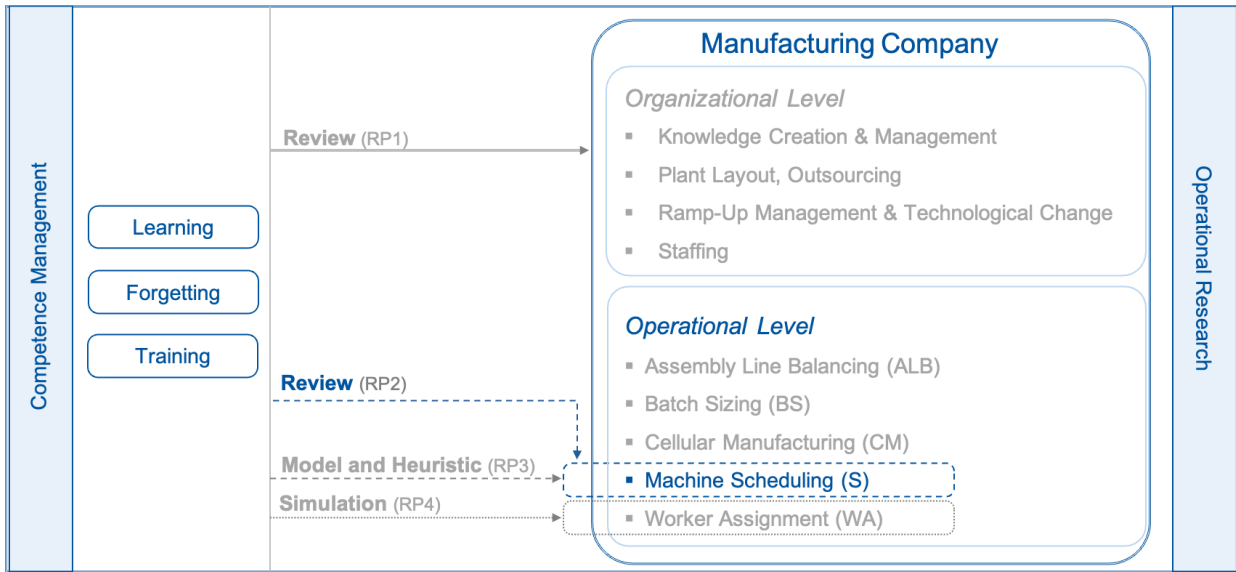 Competence Management
Learning
Forgetting
Training
Review (RP1)
Review (RP2)
Model and Heuristic (RP3)
Simulation (RP4)
Manufacturing Company
Organizational Level
▪ Knowledge Creation & Management
▪ Plant Layout, Outsourcing
▪ Ramp-Up Management & Technological Change
▪ Staffing
Operational Level
▪ Assembly Line Balancing (ALB)
▪ Batch Sizing (BS)
▪ Cellular Manufacturing (CM)
▪ Machine Scheduling (S)
▪ Worker Assignment (WA)
Operational Research